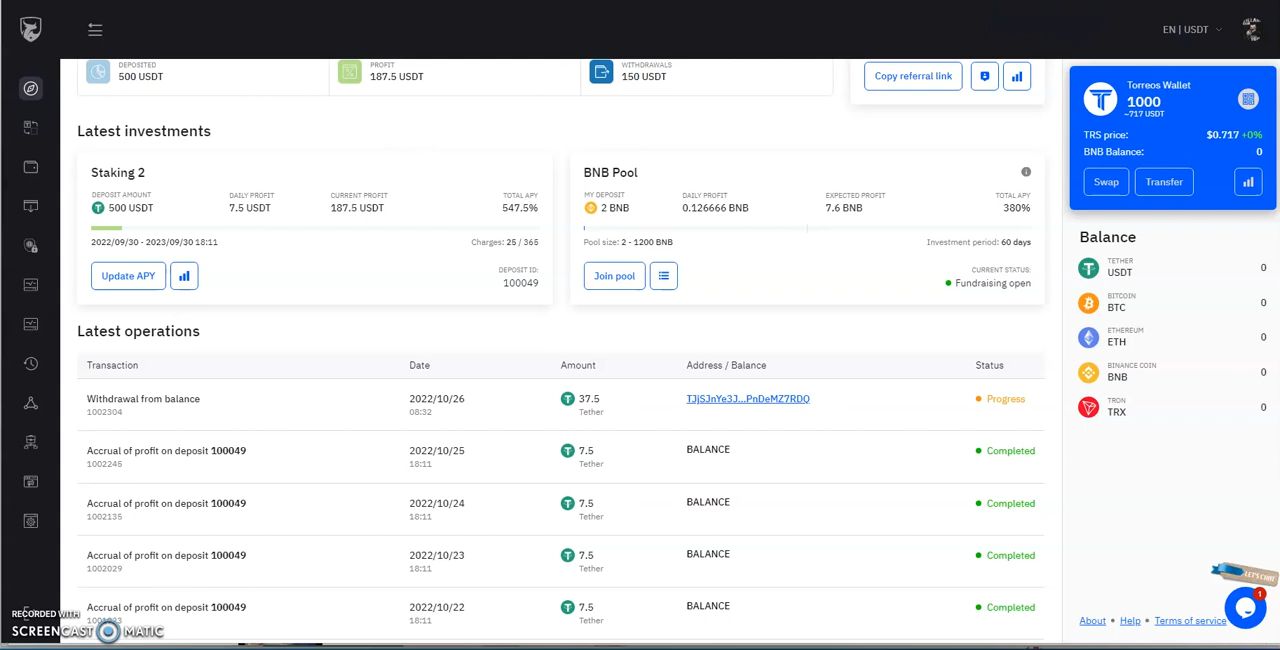 EN | USDT
DEPOSITED
500 USDT
PROFIT
187.5 USDT
WITHDRAWALS
150 USDT
Copy referral link
Latest investments
Staking 2
DEPOSIT AMOUNT DAILY PROFIT CURRENT PROFIT TOTAL APY
500 USDT 7.5 USDT 187.5 USDT 547.5%
2022/09/30 - 2023/09/30 18:11 Charges: 25 / 365
Update APY
DEPOSIT ID:
100049
BNB Pool
MY DEPOSIT DAILY PROFIT EXPECTED PROFIT TOTAL APY
2 BNB 0.126666 BNB 7.6 BNB 380%
Pool size: 2 - 1200 BNB Investment period: 60 days
Join pool
CURRENT STATUS:
Fundraising open
Latest operations
Transaction Date Amount Address / Balance Status
Withdrawal from balance 2022/10/26 37.5 TJjSJnYe3J...PnDeMZ7RDQ Progress
1002304 08:32 Tether
Accrual of profit on deposit 100049 2022/10/25 7.5 BALANCE Completed
1002245 18:11 Tether
Accrual of profit on deposit 100049 2022/10/24 7.5 BALANCE Completed
1002135 18:11 Tether
Accrual of profit on deposit 100049 2022/10/23 7.5 BALANCE Completed
1002029 18:11 Tether
Accrual of profit on deposit 100049 2022/10/22 7.5 BALANCE Completed
18:11 Tether
Torreos Wallet
1000
~717 USDT
TRS price: $0.717 +0%
BNB Balance: 0
Swap Transfer
Balance
TETHER
USDT 0
BITCOIN
BTC 0
ETHEREUM
ETH 0
BINANCE COIN
BNB 0
TRON
TRX 0
LET'S CHAT
1
About • Help • Terms of service
RECORDED WITH
SCREENCAST MATIC